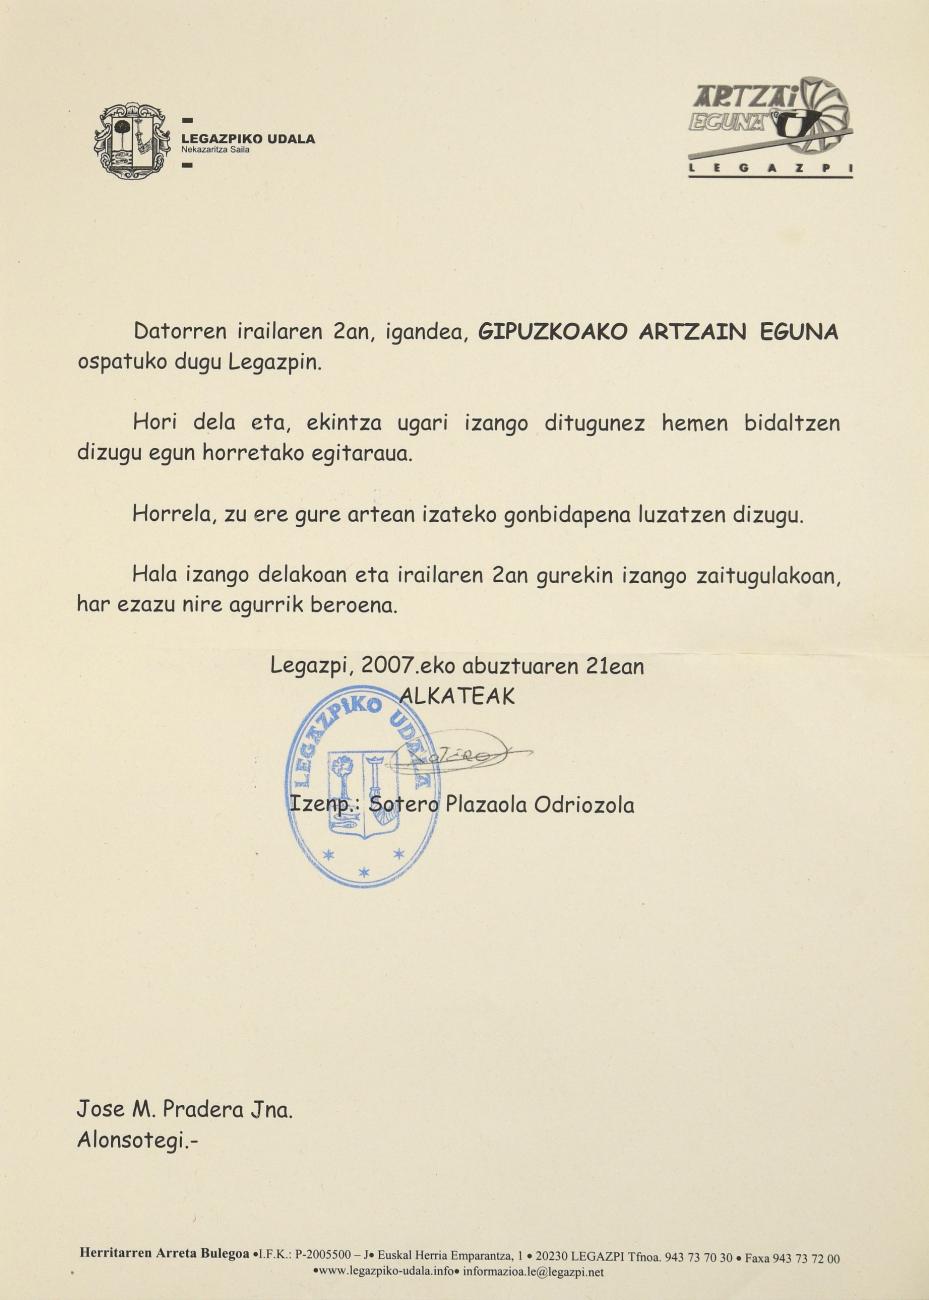 LEGAZPIKO UDALA
Nekazaritza Saila
ARTZAi
EGUNA
LEGAZPI
Datorren irailaren 2an, igandea, GIPUZKOAKO ARTZAIN EGUNA
ospatuko dugu Legazpin.
Hori dela eta, ekintza ugari izango ditugunez hemen bidaltzen
dizugu egun horretako egitaraua.
Horrela, zu ere gure artean izateko gonbidapena luzatzen dizugu.
Hala izango delakoan eta irailaren 2an gurekin izango zaitugulakoan,
har ezazu nire agurrik beroena.
Legazpi, 2007.eko abuztuaren 21ean
ALKATEAK
LEGAZPiKO UDALA
SOTERO
Izenp.: Sotero Plazaola Odriozola
Jose M. Pradera Jna.
Alonsotegi.-
Herritarren Arreta Bulegoa •I.F.K.: P-2005500 – J• Euskal Herria Emparantza, 1 • 20230 LEGAZPI Tfnoa. 943 73 70 30 • Faxa 943 73 72 00
•www.legazpiko-udala.info• informazioa.le@legazpi.net